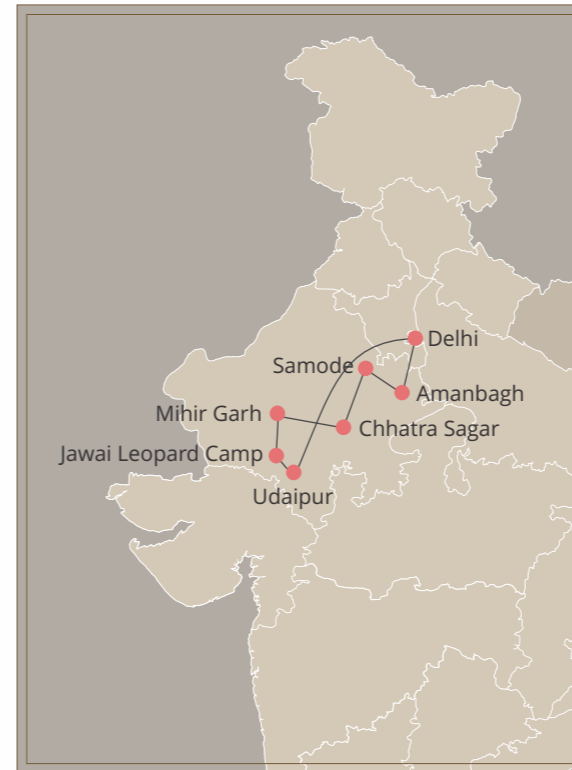 Delhi
Samode
Amanbagh
Mihir Garh
Chhatra Sagar
Jawai Leopard Camp
Udaipur